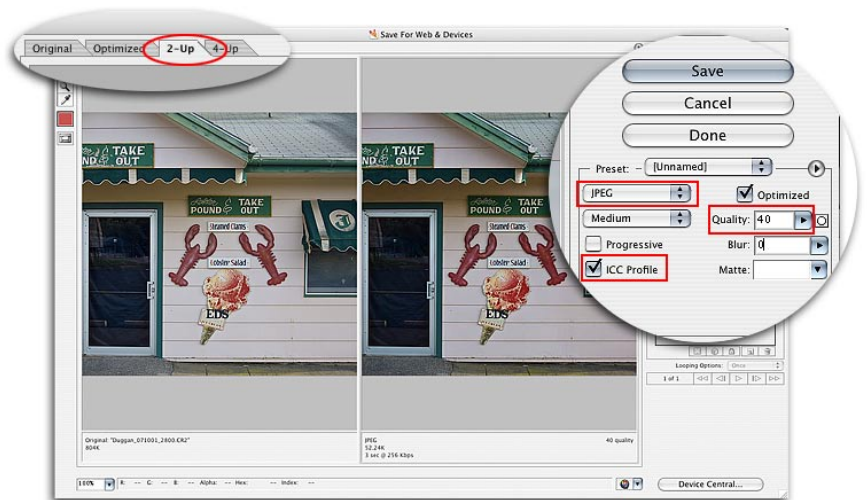 Save For Web & Devices
Original Optimized 2-Up 4-Up
Save
Cancel
Done
Preset: [Unnamed]
JPEG Optimized
Medium Quality: 40
Progressive Blur: 0
ICC Profile Matte:
TAKE
OUT
POUND & TAKE
OUT
Steamed Clams
Lobster Salad
EDS
TAKE
OUT
POUND & TAKE
OUT
Steamed Clams
Lobster Salad
EDS
Looping Options: Once
1 of 1
Original: "Duggan_071001_2800.CR2"
804K
JPEG 40 quality
52.24K
3 sec @ 256 Kbps
100% R: -- G: -- B: -- Alpha: -- Hex: -- Index: --
Device Central...